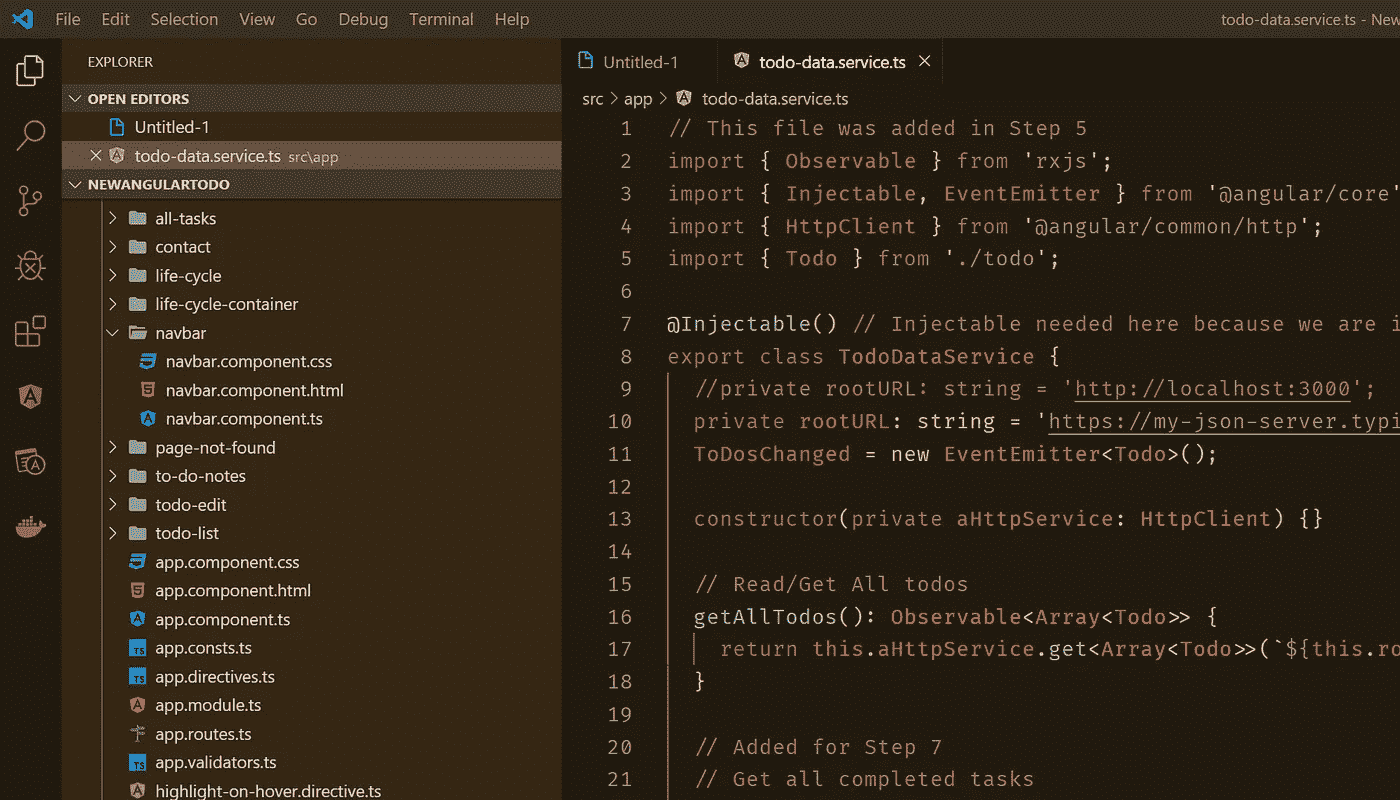 File Edit Selection View Go Debug Terminal Help todo-data.service.ts - New
EXPLORER
OPEN EDITORS
Untitled-1
todo-data.service.ts src\app
NEWANGULARTODO
all-tasks
contact
life-cycle
life-cycle-container
navbar
navbar.component.css
navbar.component.html
navbar.component.ts
page-not-found
to-do-notes
todo-edit
todo-list
app.component.css
app.component.html
app.component.ts
app.consts.ts
app.directives.ts
app.module.ts
app.routes.ts
app.validators.ts
highlight-on-hover.directive.ts
Untitled-1 todo-data.service.ts
src > app > todo-data.service.ts
1 // This file was added in Step 5
2 import { Observable } from 'rxjs';
3 import { Injectable, EventEmitter } from '@angular/core'
4 import { HttpClient } from '@angular/common/http';
5 import { Todo } from './todo';
6
7 @Injectable() // Injectable needed here because we are i
8 export class TodoDataService {
9 //private rootURL: string = 'http://localhost:3000';
10 private rootURL: string = 'https://my-json-server.typi
11 ToDosChanged = new EventEmitter<Todo>();
12
13 constructor(private aHttpService: HttpClient) {}
14
15 // Read/Get All todos
16 getAllTodos(): Observable<Array<Todo>> {
17 return this.aHttpService.get<Array<Todo>>(`${this.ro
18 }
19
20 // Added for Step 7
21 // Get all completed tasks